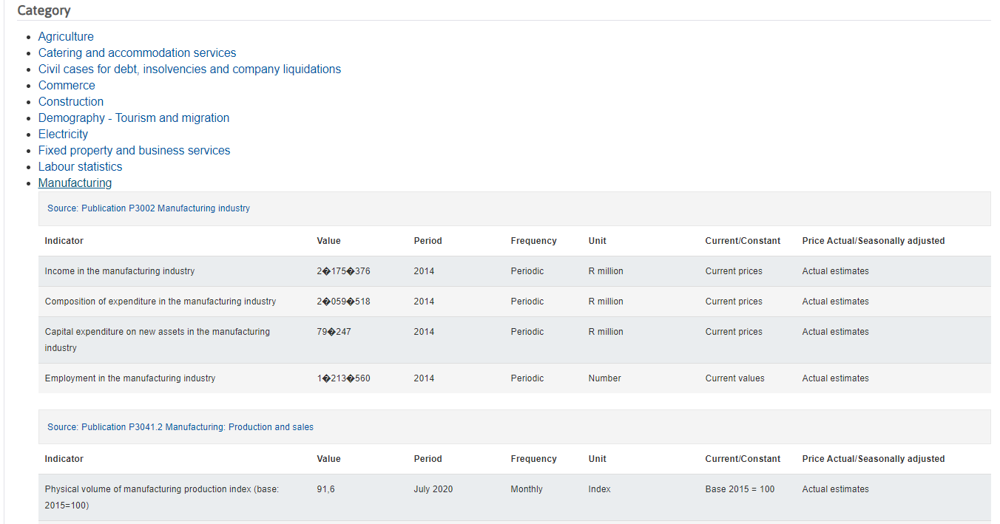 Category
Agriculture
Catering and accommodation services
Civil cases for debt, insolvencies and company liquidations
Commerce
Construction
Demography - Tourism and migration
Electricity
Fixed property and business services
Labour statistics
Manufacturing
Source: Publication P3002 Manufacturing industry
Indicator Value Period Frequency Unit Current/Constant Price Actual/Seasonally adjusted
Income in the manufacturing industry 2�175�376 2014 Periodic R million Current prices Actual estimates
Composition of expenditure in the manufacturing industry 2�059�518 2014 Periodic R million Current prices Actual estimates
Capital expenditure on new assets in the manufacturing 79�247 2014 Periodic R million Current prices Actual estimates
industry
Employment in the manufacturing industry 1�213�560 2014 Periodic Number Current values Actual estimates
Source: Publication P3041.2 Manufacturing: Production and sales
Indicator Value Period Frequency Unit Current/Constant Price Actual/Seasonally adjusted
Physical volume of manufacturing production index (base: 91,6 July 2020 Monthly Index Base 2015 = 100 Actual estimates
2015=100)